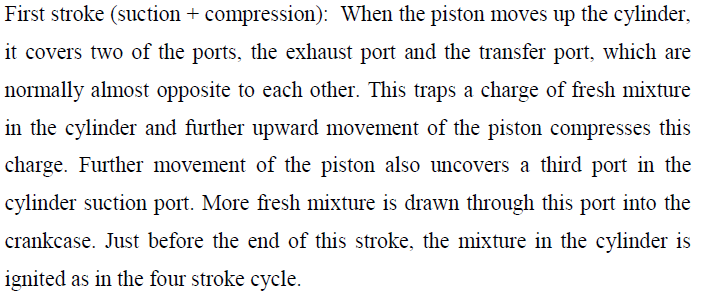 First stroke (suction + compression): When the piston moves up the cylinder,
it covers two of the ports, the exhaust port and the transfer port, which are
normally almost opposite to each other. This traps a charge of fresh mixture
in the cylinder and further upward movement of the piston compresses this
charge. Further movement of the piston also uncovers a third port in the
cylinder suction port. More fresh mixture is drawn through this port into the
crankcase. Just before the end of this stroke, the mixture in the cylinder is
ignited as in the four stroke cycle.